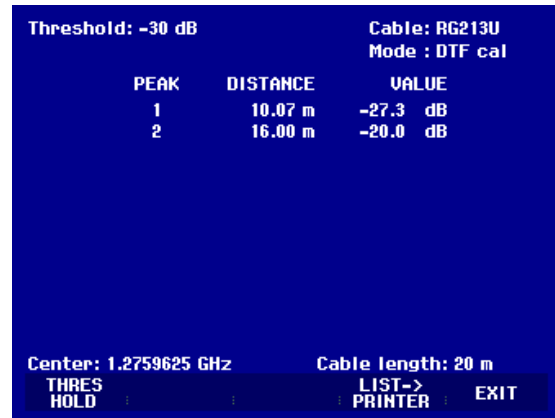 Threshold: -30 dB Cable: RG213U
Mode : DTF cal
PEAK DISTANCE VALUE
1 10.07 m -27.3 dB
2 16.00 m -20.0 dB
Center: 1.2759625 GHz Cable length: 20 m
THRES LIST->
HOLD PRINTER EXIT